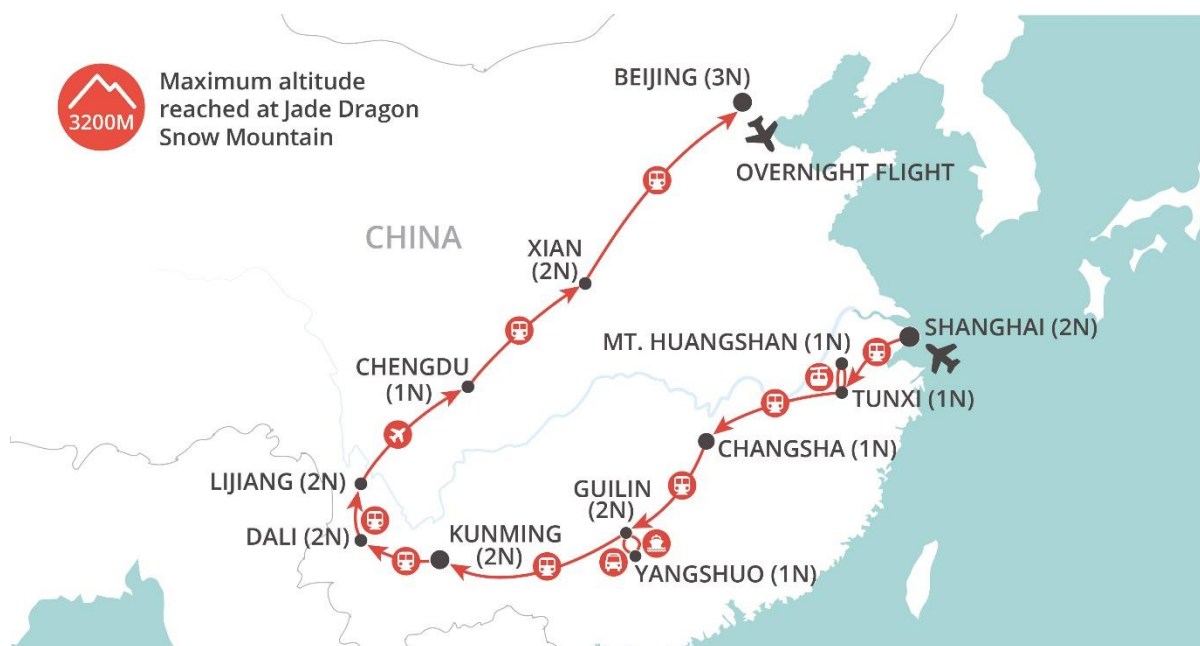 3200M
Maximum altitude
reached at Jade Dragon
Snow Mountain
BEIJING (3N)
OVERNIGHT FLIGHT
CHINA
XIAN
(2N)
SHANGHAI (2N)
MT. HUANGSHAN (1N)
CHENGDU
(1N)
TUNXI (1N)
CHANGSHA (1N)
LIJIANG (2N)
GUILIN
(2N)
DALI (2N)
KUNMING
(2N)
YANGSHUO (1N)